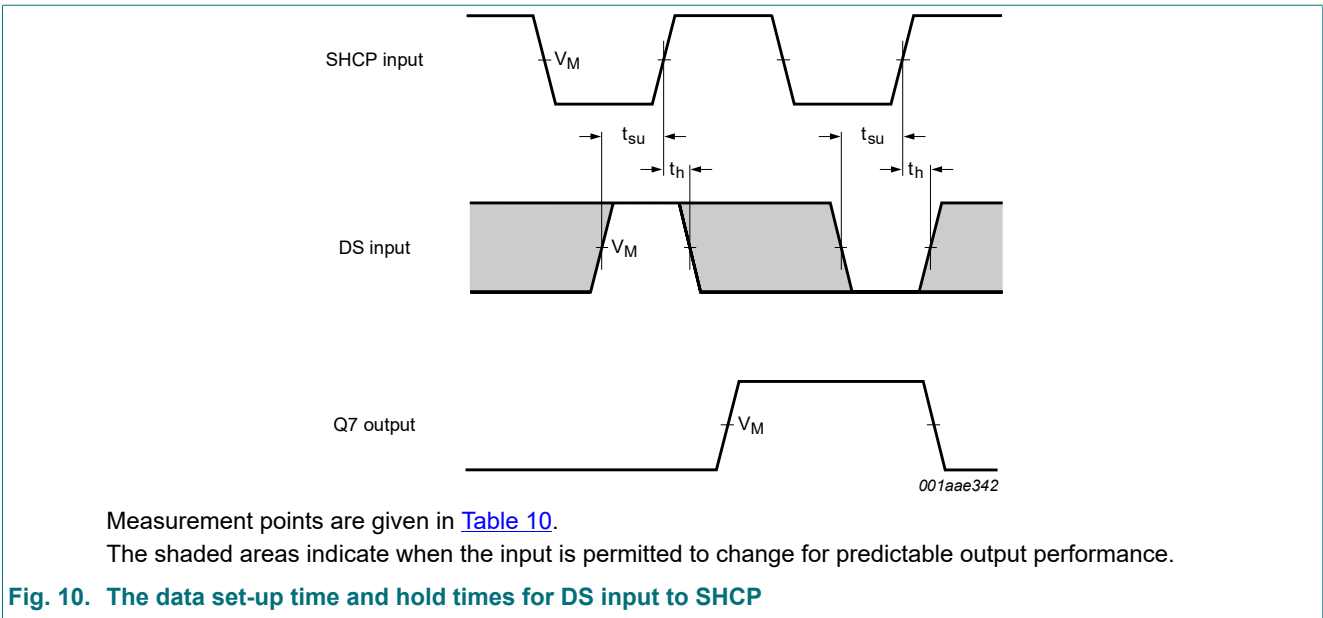 SHCP input
VM
tsu
tsu
th
th
DS input
VM
Q7 output
VM
001aae342
Measurement points are given in Table 10.
The shaded areas indicate when the input is permitted to change for predictable output performance.
Fig. 10. The data set-up time and hold times for DS input to SHCP